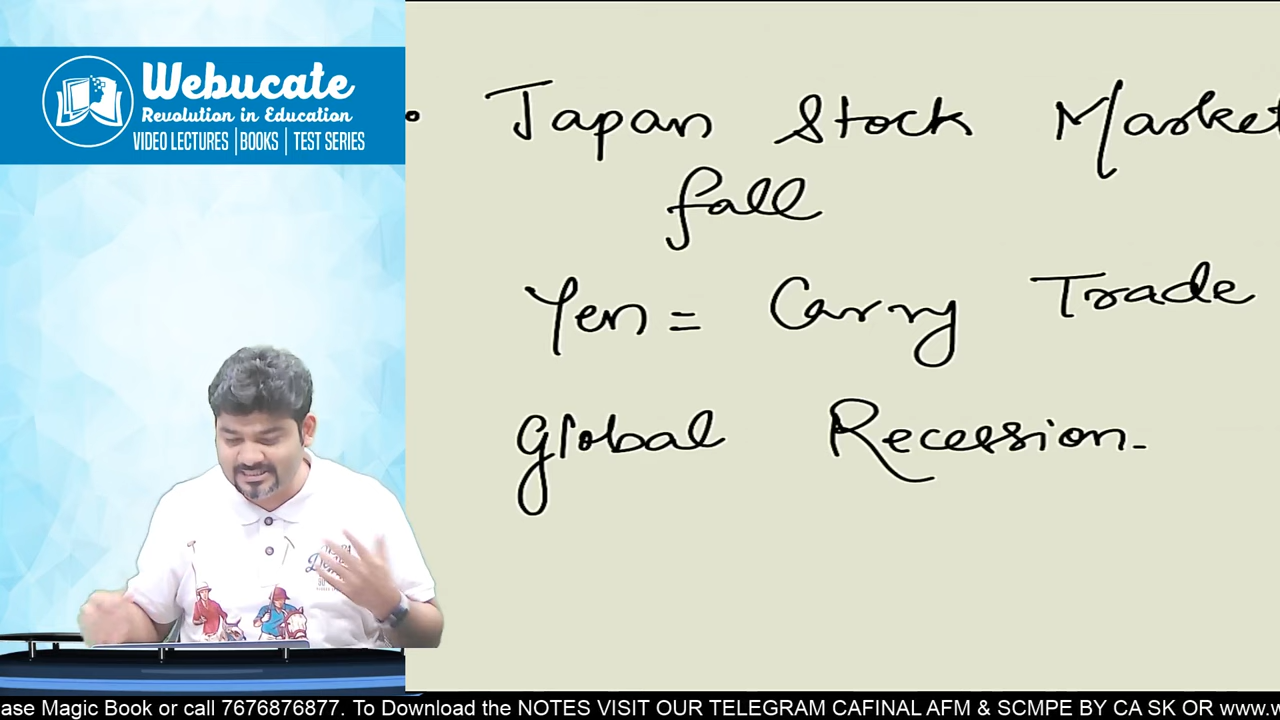 Webucate
Revolution in Education
VIDEO LECTURES | BOOKS | TEST SERIES
Japan Stock Market
fall
Yen = Carry Trade
Global Recession.
ase Magic Book or call 7676876877. To Download the NOTES VISIT OUR TELEGRAM CAFINAL AFM & SCMPE BY CA SK OR www.w